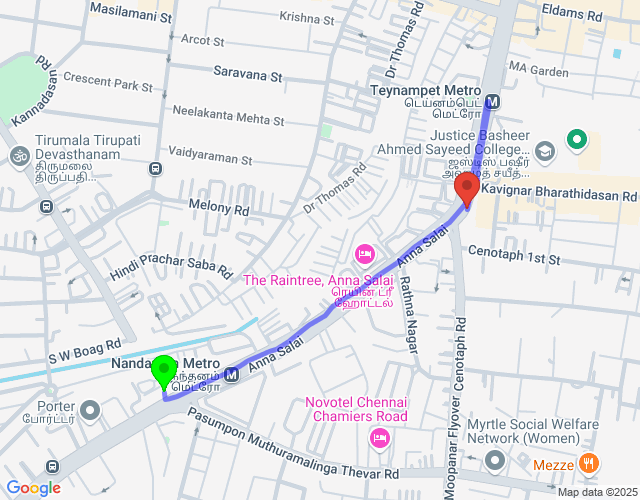 Masilamani St
Krishna St
Eldams Rd
Arcot St
Dr Thomas Rd
Saravana St
MA Garden
Kannadasan Rd
Crescent Park St
Teynampet Metro
டெய்னம்பெட்
மெட்ரோ
Neelakanta Mehta St
Justice Basheer
Ahmed Sayeed College...
ஜஸ்டிஸ் பஷீர்
Tirumala Tirupati
Devasthanam
திருமலை
திருப்பதி...
Vaidyaraman St
Kavignar Bharathidasan Rd
Dr Thomas Rd
Melony Rd
Anna Salai
Cenotaph 1st St
Hindi Prachar Saba Rd
The Raintree, Anna Salai
ரெயின் ட்ரீ
ஹோட்டல்
Rathna Nagar
S W Boag Rd
Anna Salai
Metro
மெட்ரோ
Cenotaph Rd
Porter
போர்ட்டர்
Novotel Chennai
Chamiers Road
Pasumpon Muthuramalinga Thevar Rd
Moopanar Flyover
Myrtle Social Welfare
Network (Women)
Mezze
Google
Map data ©2025